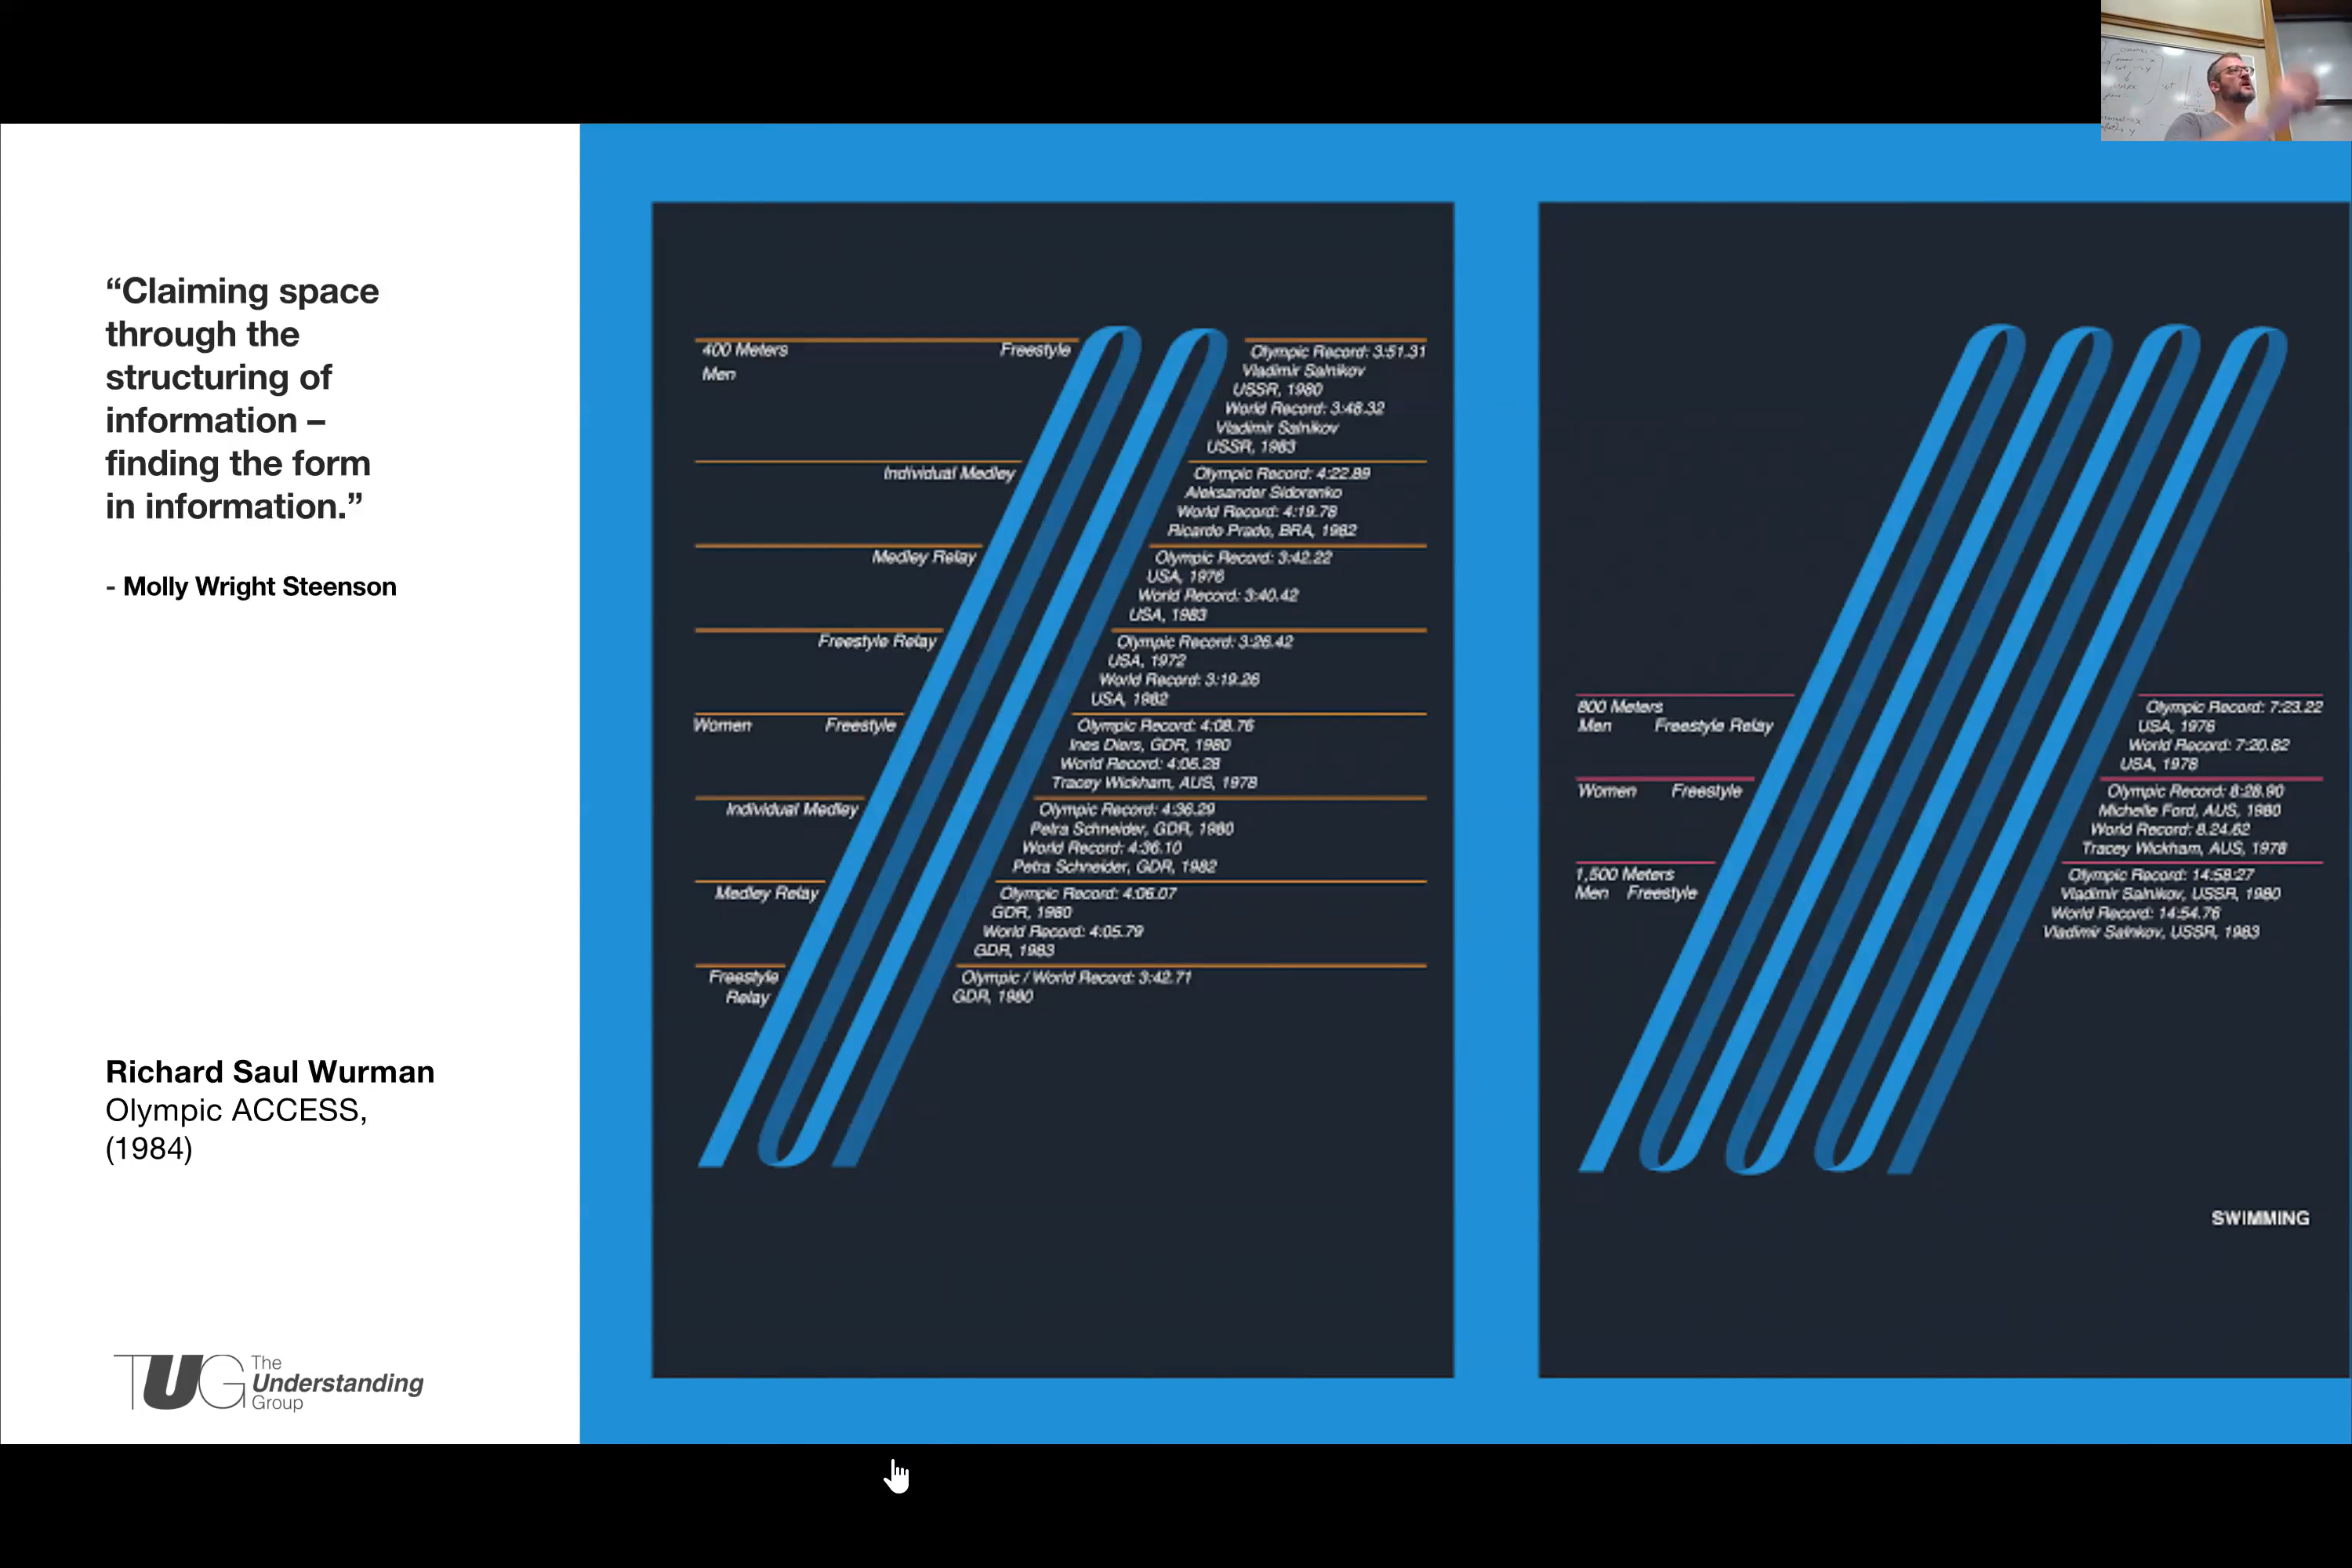 “Claiming space
through the
structuring of
information –
finding the form
in information.”
- Molly Wright Steenson
Richard Saul Wurman
Olympic ACCESS,
(1984)
TUG The
Understanding
Group
400 Meters Freestyle
Men
Olympic Record: 3:51.31
Vladimir Salnikov
USSR, 1980
World Record: 3:48.32
Vladimir Salnikov
USSR, 1983
Individual Medley
Olympic Record: 4:22.89
Aleksander Sidorenko
World Record: 4:19.78
Ricardo Prado, BRA, 1982
Medley Relay
Olympic Record: 3:42.22
USA, 1976
World Record: 3:40.42
USA, 1983
Freestyle Relay
Olympic Record: 3:26.42
USA, 1972
World Record: 3:19.26
USA, 1982
Women Freestyle
Olympic Record: 4:08.76
Ines Diers, GDR, 1980
World Record: 4:06.28
Tracey Wickham, AUS, 1978
Individual Medley
Olympic Record: 4:36.29
Petra Schneider, GDR, 1980
World Record: 4:36.10
Petra Schneider, GDR, 1982
Medley Relay
Olympic Record: 4:06.07
GDR, 1980
World Record: 4:05.79
GDR, 1983
Freestyle
Relay
Olympic / World Record: 3:42.71
GDR, 1980
800 Meters
Men Freestyle Relay
Olympic Record: 7:23.22
USA, 1976
World Record: 7:20.82
USA, 1978
Women Freestyle
Olympic Record: 8:28.90
Michelle Ford, AUS, 1980
World Record: 8.24.62
Tracey Wickham, AUS, 1978
1,500 Meters
Men Freestyle
Olympic Record: 14:58:27
Vladimir Salnikov, USSR, 1980
World Record: 14:54.76
Vladimir Salnikov, USSR, 1983
SWIMMING